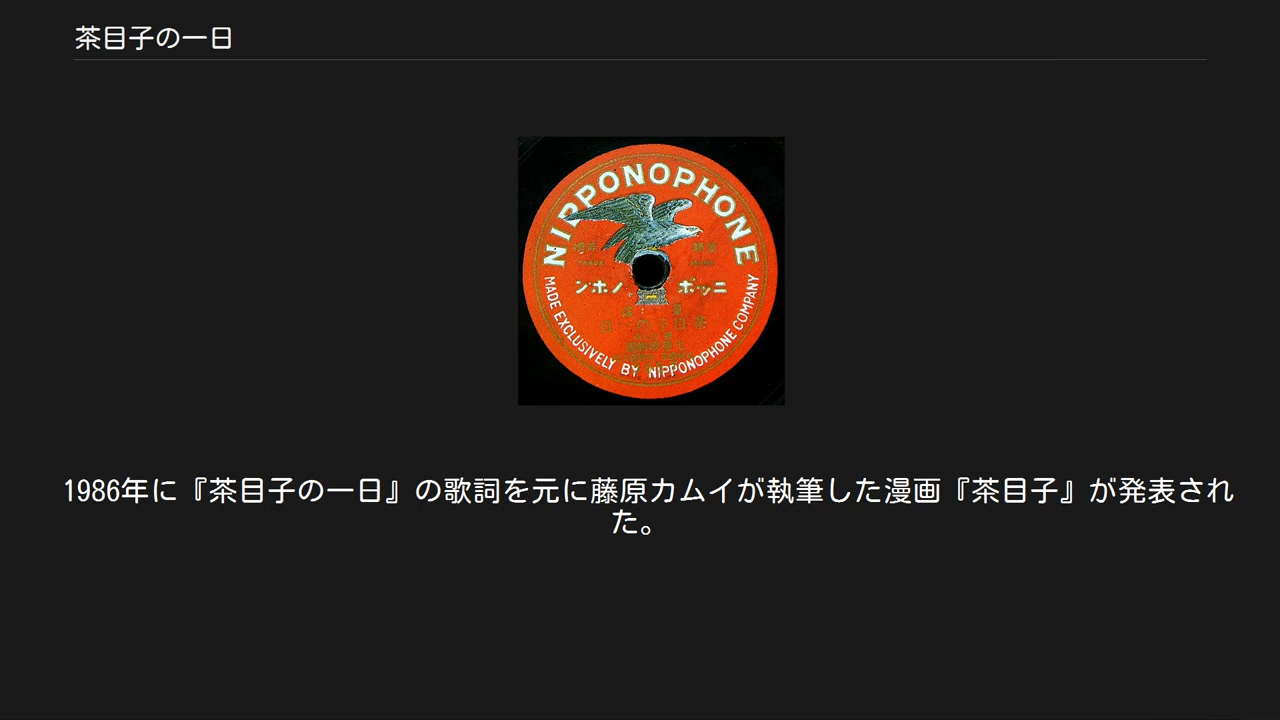 茶目子の一日
NIPPONOPHONE
ンホノ ポッニ
MADE EXCLUSIVELY BY NIPPONOPHONE COMPANY
1986年に『茶目子の一日』の歌詞を元に藤原カムイが執筆した漫画『茶目子』が発表され
た。